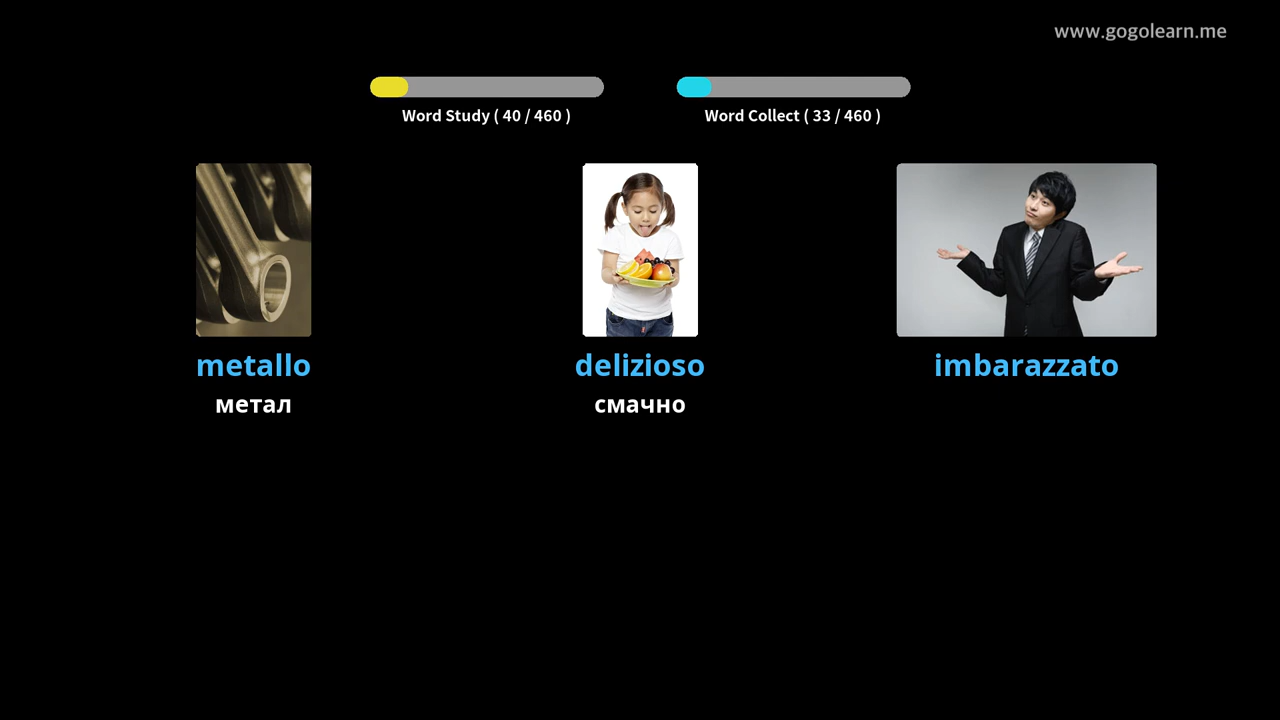 www.gogolearn.me
Word Study ( 40 / 460 )
Word Collect ( 33 / 460 )
metallo
delizioso
imbarazzato
метал
смачно